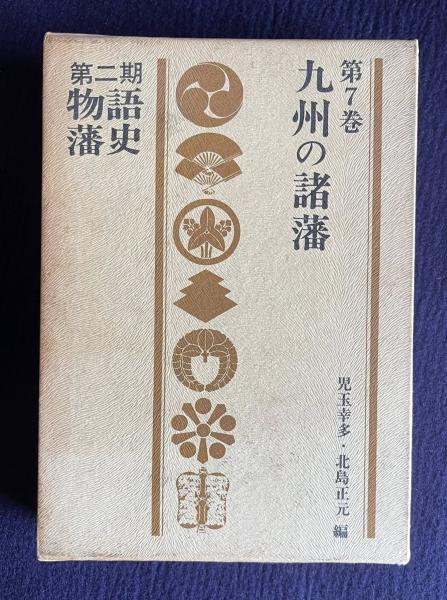 第7巻
九州の諸藩
児玉幸多・北島正元 編
第二期
物語
藩史